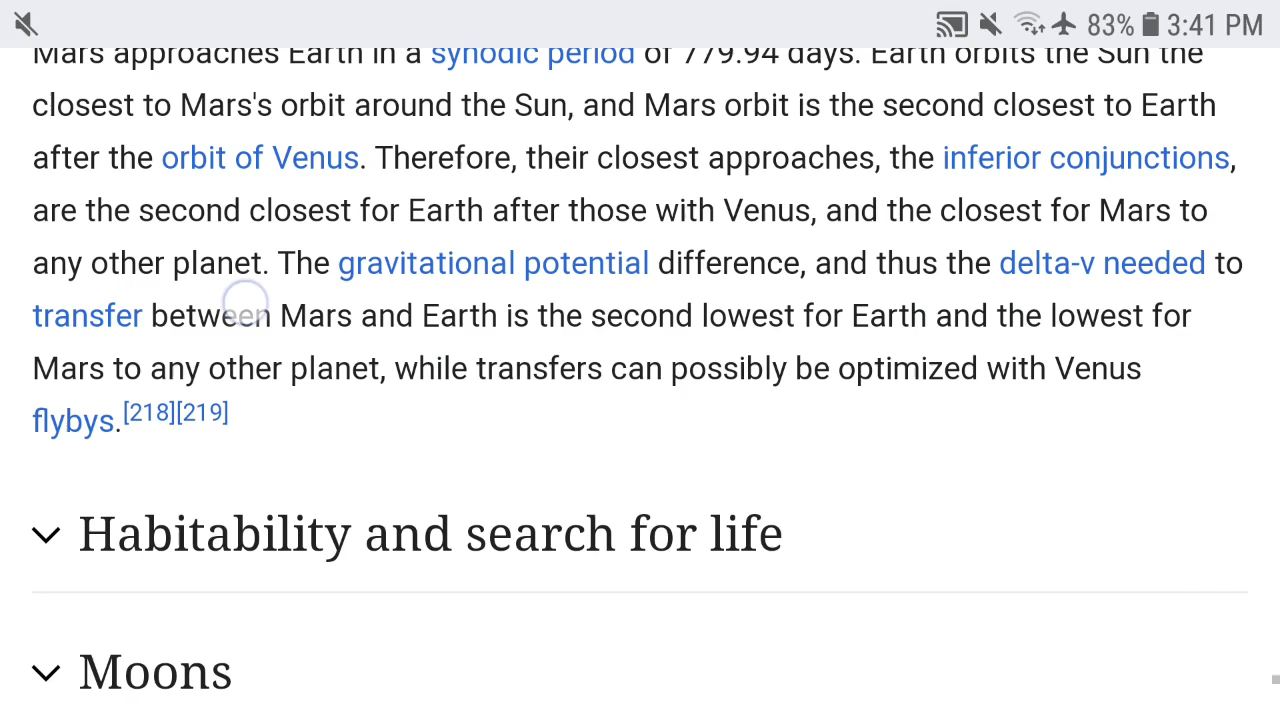 83% 3:41 PM
Mars approaches Earth in a synodic period of 779.94 days. Earth orbits the Sun the
closest to Mars's orbit around the Sun, and Mars orbit is the second closest to Earth
after the orbit of Venus. Therefore, their closest approaches, the inferior conjunctions,
are the second closest for Earth after those with Venus, and the closest for Mars to
any other planet. The gravitational potential difference, and thus the delta-v needed to
transfer between Mars and Earth is the second lowest for Earth and the lowest for
Mars to any other planet, while transfers can possibly be optimized with Venus
flybys.[218][219]
Habitability and search for life
Moons